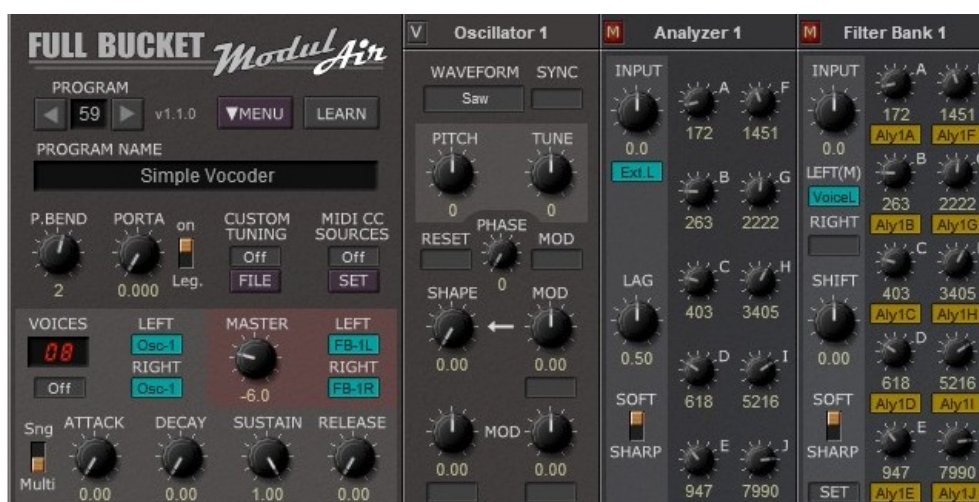 FULL BUCKET ModulAir
PROGRAM
59 v1.1.0 ▼MENU LEARN
PROGRAM NAME
Simple Vocoder
P.BEND PORTA on CUSTOM TUNING MIDI CC SOURCES
Off Off
Leg. FILE SET
2 0.000
VOICES LEFT MASTER LEFT
08 Osc-1 FB-1L
RIGHT RIGHT
Off Osc-1 -6.0 FB-1R
Sng ATTACK DECAY SUSTAIN RELEASE
Multi 0.00 0.00 1.00 0.00
V Oscillator 1
WAVEFORM SYNC
Saw
PITCH TUNE
0 0
RESET PHASE MOD
0
SHAPE MOD
0.00 0.00
MOD
0.00 0.00
M Analyzer 1
INPUT A F
0.0 172 1451
Ext.L
B G
263 2222
LAG C H
403 3405
0.50
D I
SOFT 618 5216
SHARP E J
947 7990
M Filter Bank 1
INPUT A
172 1451
0.0 Aly1A Aly1F
LEFT(M) B
VoiceL 263 2222
RIGHT Aly1B Aly1G
C
SHIFT 403 3405
Aly1C Aly1H
0.00 D
618 5216
SOFT Aly1D Aly1I
E
SHARP 947 7990
SET Aly1E Aly1J